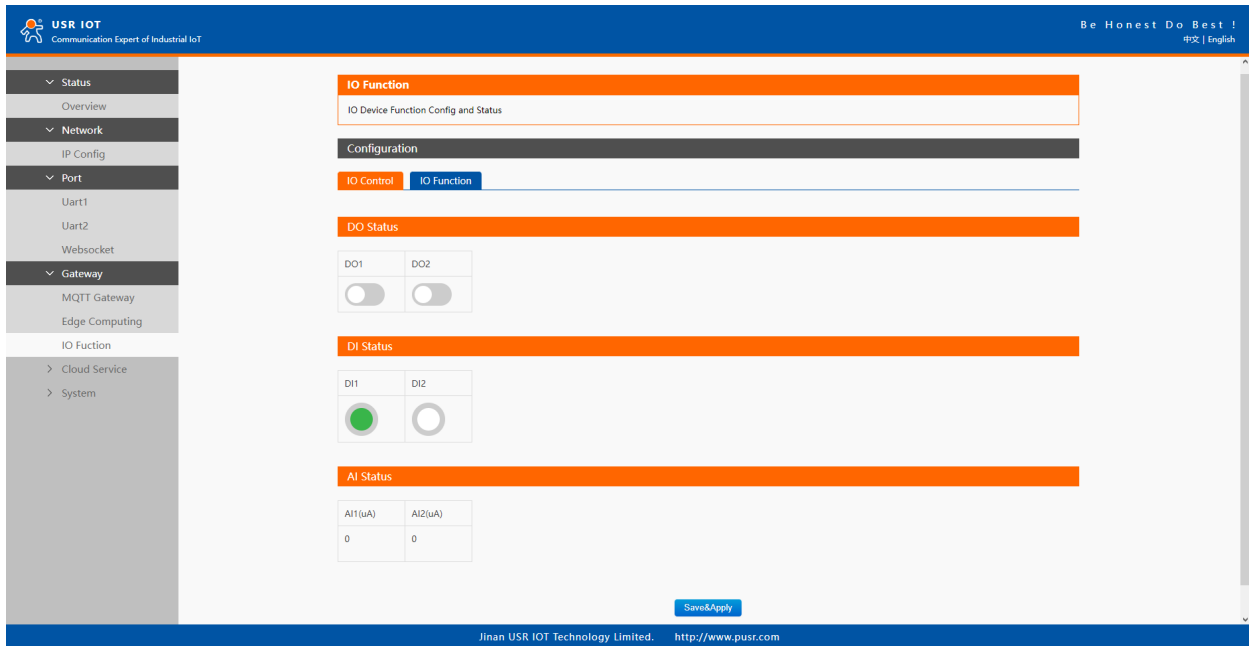 USR IOT
Communication Expert of Industrial IoT
Be Honest Do Best !
中文 | English
Status
Overview
Network
IP Config
Port
Uart1
Uart2
Websocket
Gateway
MQTT Gateway
Edge Computing
IO Fuction
Cloud Service
System
IO Function
IO Device Function Config and Status
Configuration
IO Control IO Function
DO Status
DO1 DO2
DI Status
DI1 DI2
AI Status
AI1(uA) AI2(uA)
0 0
Save&Apply
Jinan USR IOT Technology Limited. http://www.pusr.com